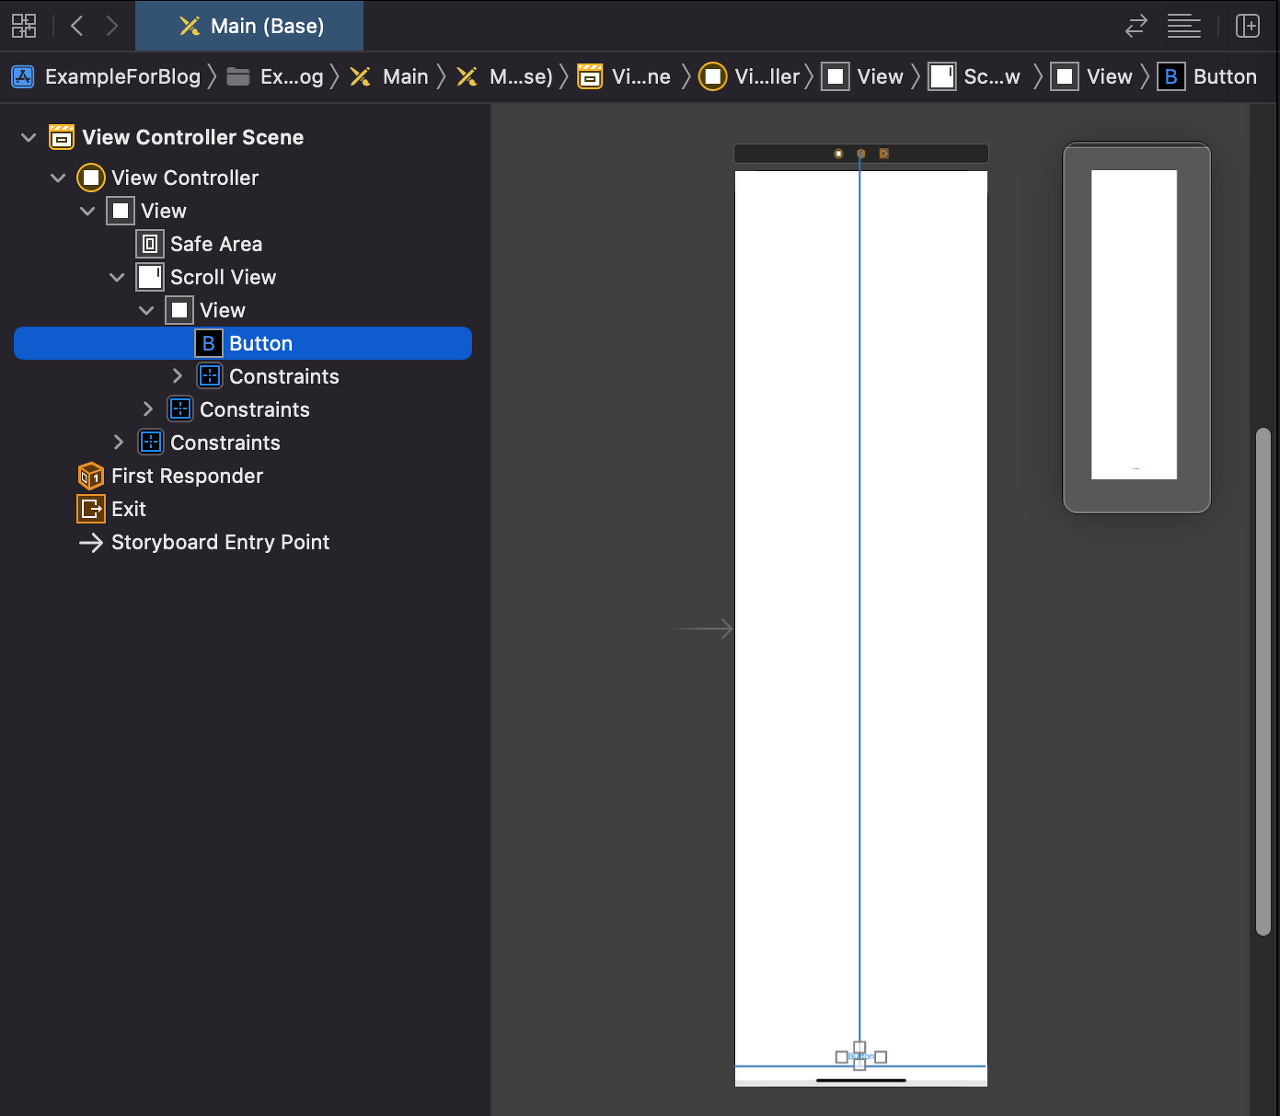 Main (Base)
ExampleForBlog Ex...og Main M...se) Vi...ne Vi...ller View Sc...w View B Button
View Controller Scene
View Controller
View
Safe Area
Scroll View
View
B Button
Constraints
Constraints
Constraints
1 First Responder
Exit
Storyboard Entry Point